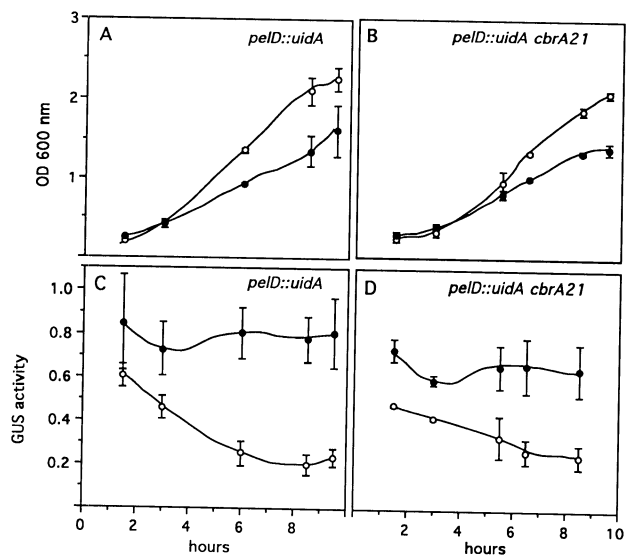 3
A
pelD::uidA
B
pelD::uidA cbrA21
2
OD 600 nm
1
C
pelD::uidA
D
pelD::uidA cbrA21
1.0
0.8
0.6
GUS activity
0.4
0.2
0 2 4 6 8 2 4 6 8 10
hours hours